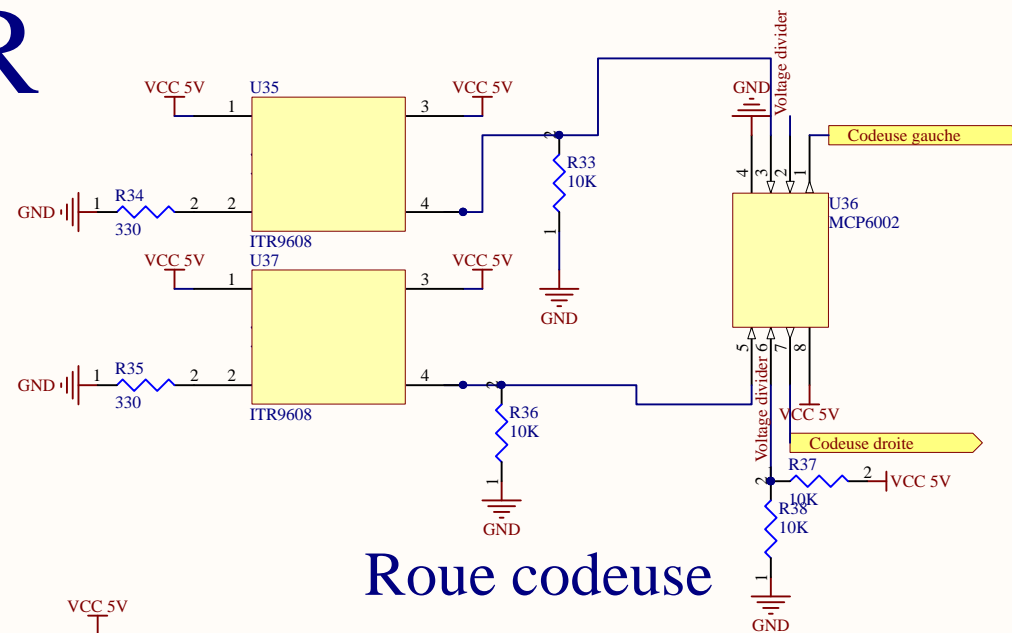 R
VCC 5V
U35
VCC 5V
1
3
GND
1
R34
330
2
2
4
ITR9608
2
R33
10K
1
GND
VCC 5V
U37
VCC 5V
1
3
GND
1
R35
330
2
2
4
ITR9608
2
R36
10K
1
GND
GND
Voltage divider
4
3
2
1
Codeuse gauche
U36
MCP6002
5
6
7
8
Voltage divider
VCC 5V
Codeuse droite
R37
10K
1
2
VCC 5V
2
R38
10K
1
GND
Roue codeuse
VCC 5V